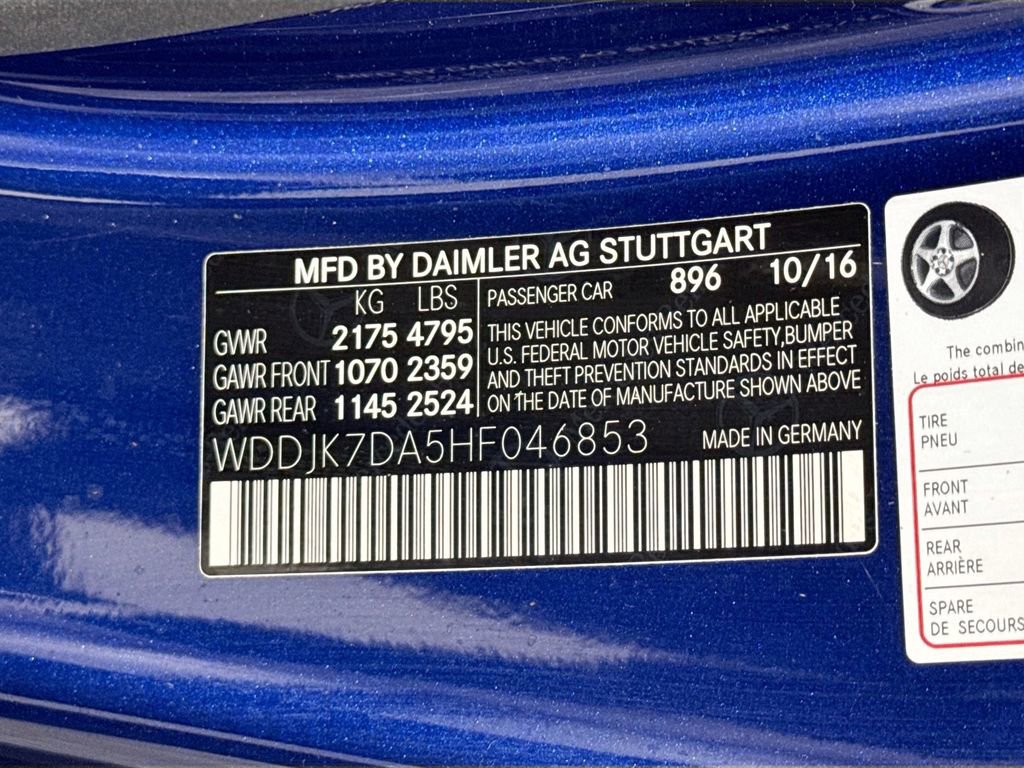 MFD BY DAIMLER AG STUTTGART
KG LBS
GWWR 2175 4795
GAWR FRONT 1070 2359
GAWR REAR 1145 2524
PASSENGER CAR 896 10/16
THIS VEHICLE CONFORMS TO ALL APPLICABLE
U.S. FEDERAL MOTOR VEHICLE SAFETY,BUMPER
AND THEFT PREVENTION STANDARDS IN EFFECT
ON THE DATE OF MANUFACTURE SHOWN ABOVE
WDDJK7DA5HF046853 MADE IN GERMANY
The combin
Le poids total de
TIRE
PNEU
FRONT
AVANT
REAR
ARRIÈRE
SPARE
DE SECOURS